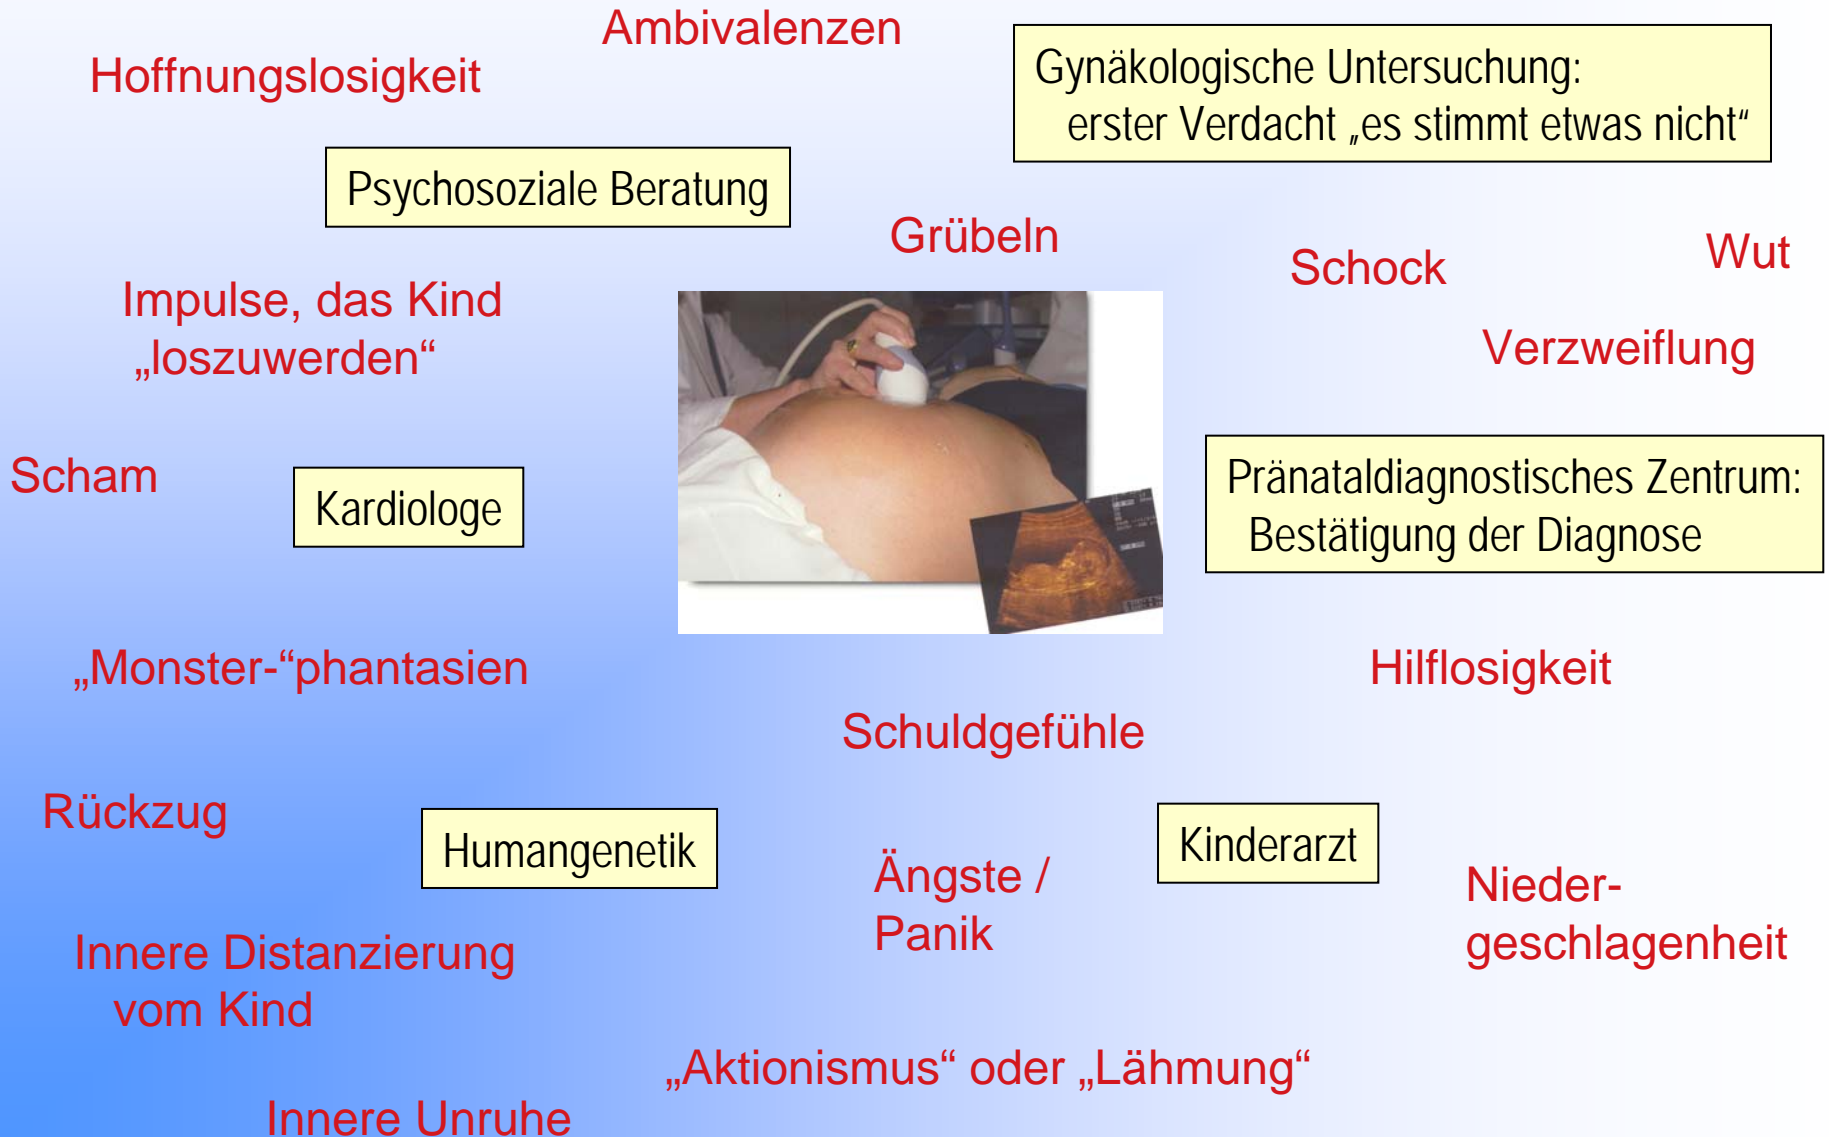 Ambivalenzen
Hoffnungslosigkeit
Gynäkologische Untersuchung:
erster Verdacht „es stimmt etwas nicht“
Psychosoziale Beratung
Grübeln
Schock
Wut
Impulse, das Kind
„loszuwerden“
Verzweiflung
Scham
Kardiologe
Pränataldiagnostisches Zentrum:
Bestätigung der Diagnose
„Monster-“phantasien
Hilflosigkeit
Schuldgefühle
Rückzug
Humangenetik
Kinderarzt
Ängste /
Panik
Nieder-
geschlagenheit
Innere Distanzierung
vom Kind
„Aktionismus“ oder „Lähmung“
Innere Unruhe